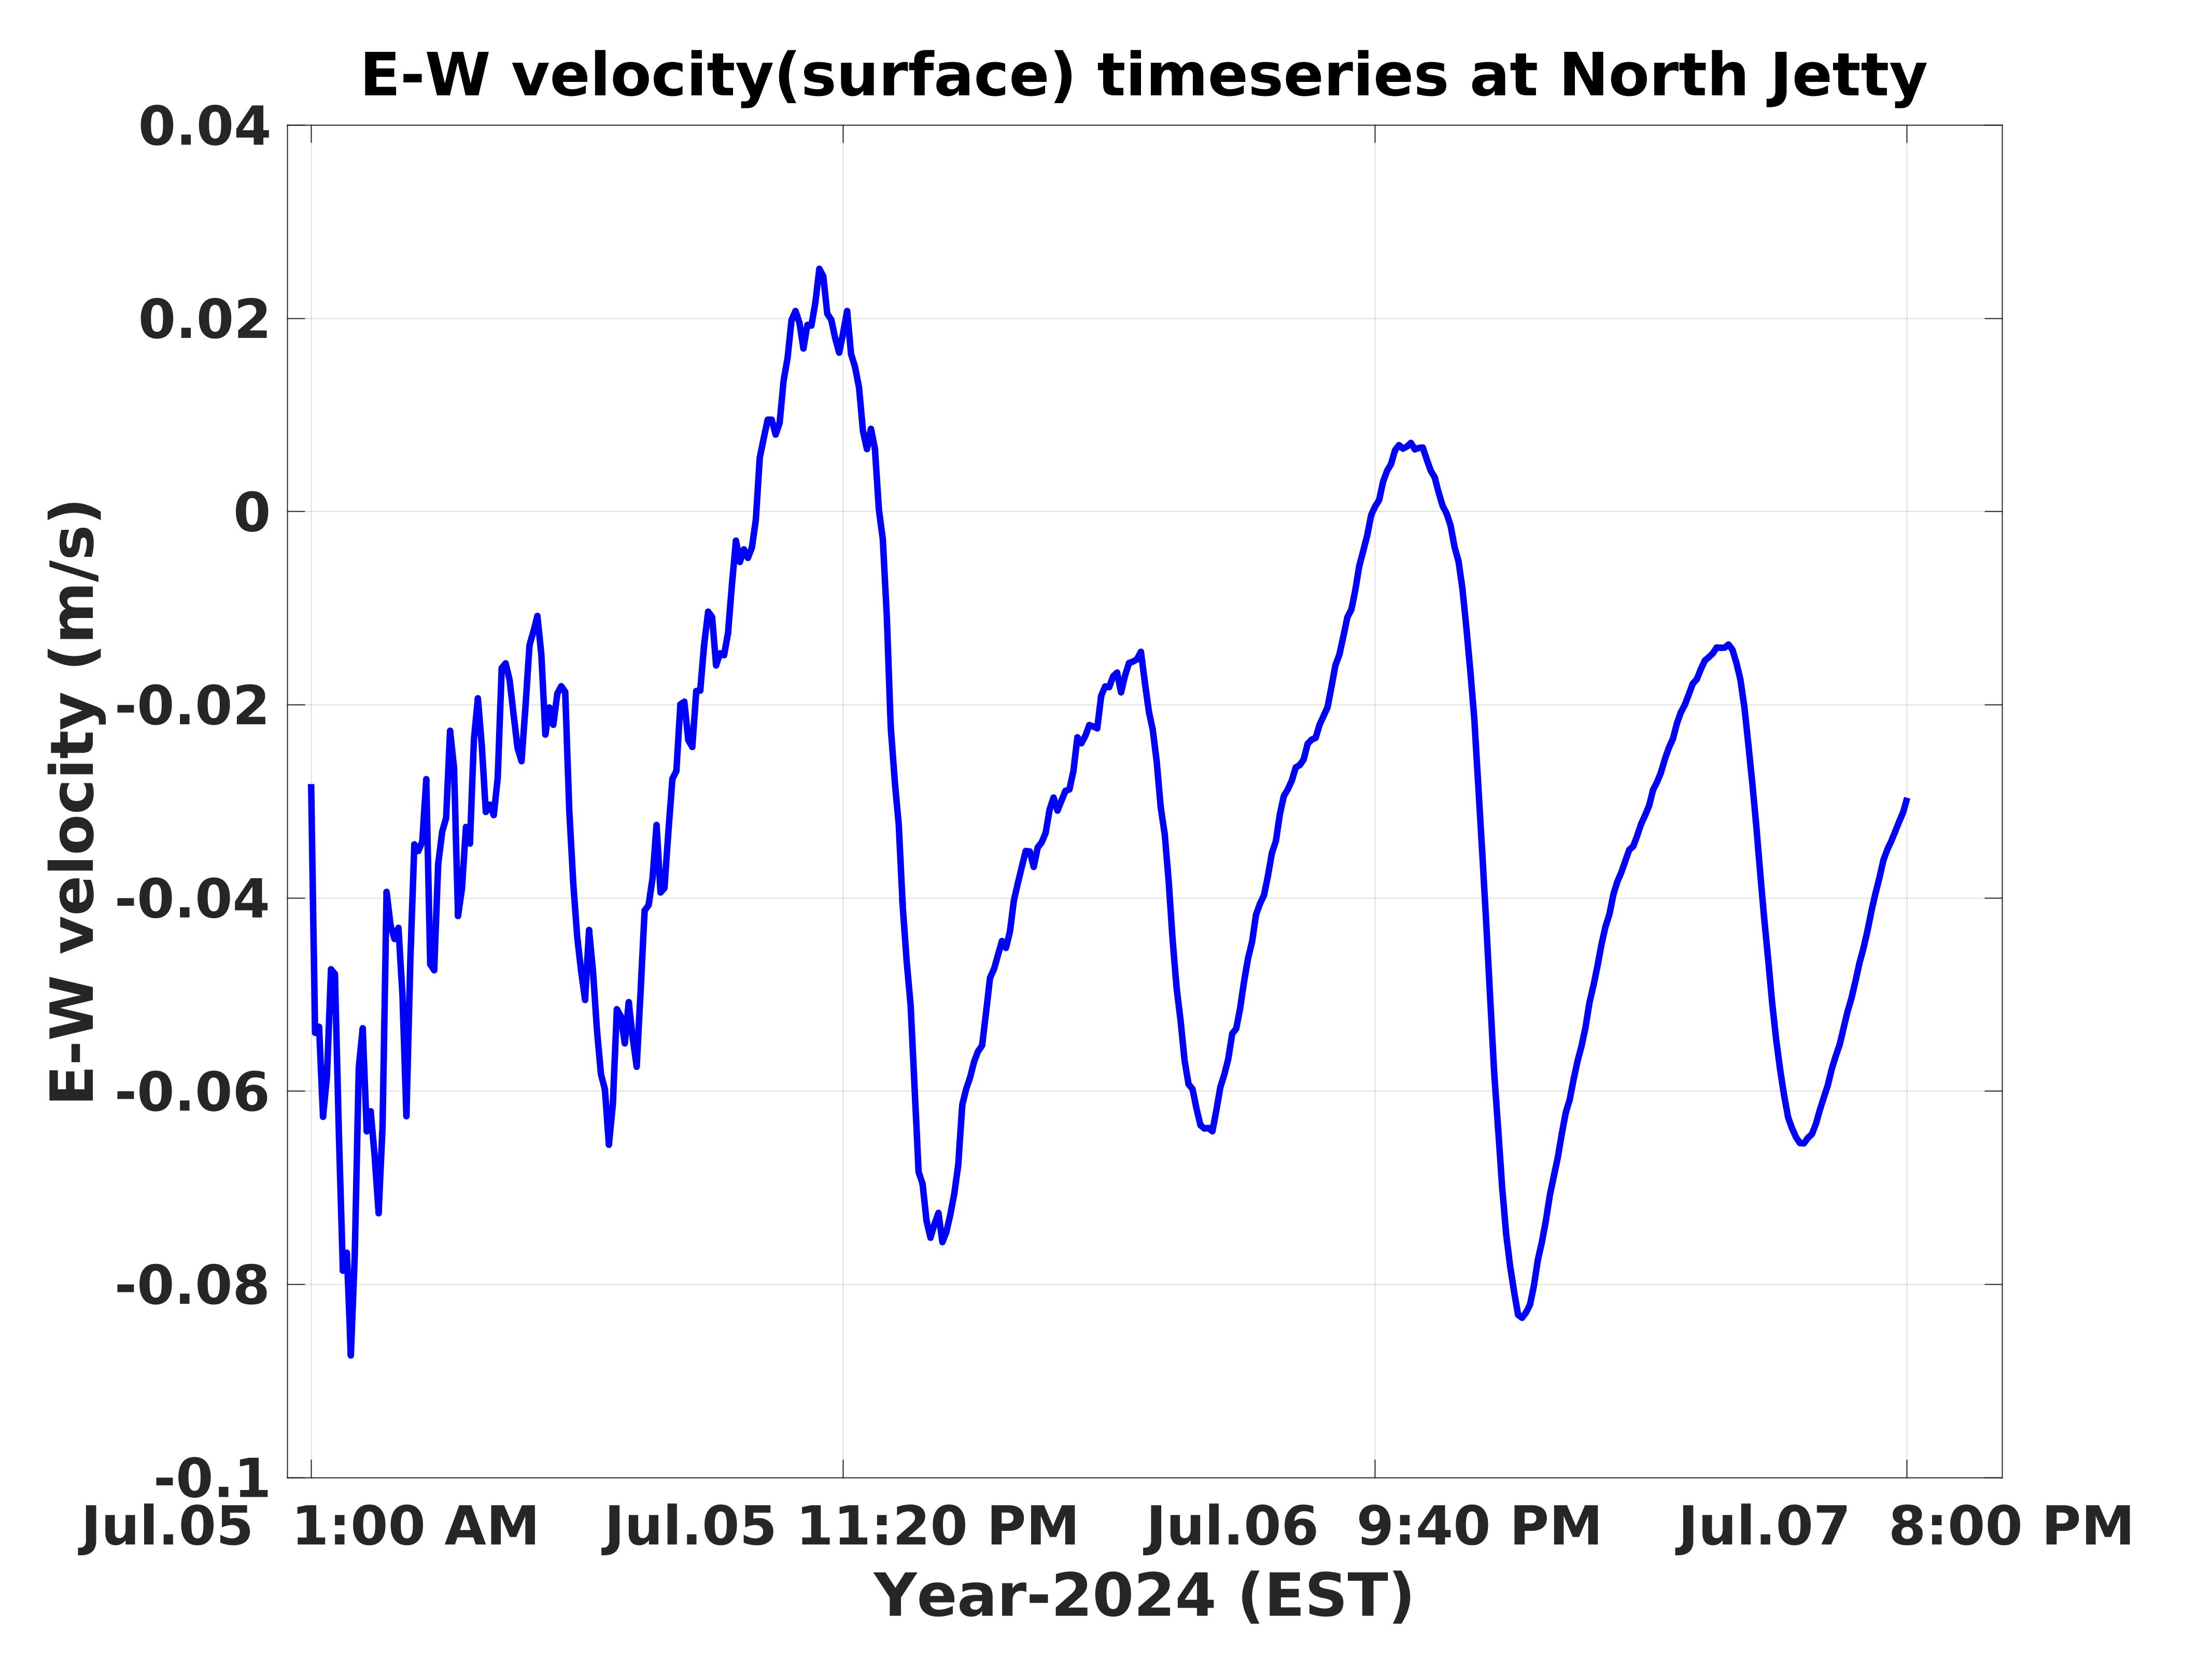 E-W velocity(surface) timeseries at North Jetty
0.04
0.02
0
-0.02
-0.04
-0.06
-0.08
-0.1
E-W velocity (m/s)
Jul.05 1:00 AM
Jul.05 11:20 PM
Jul.06 9:40 PM
Jul.07 8:00 PM
Year-2024 (EST)